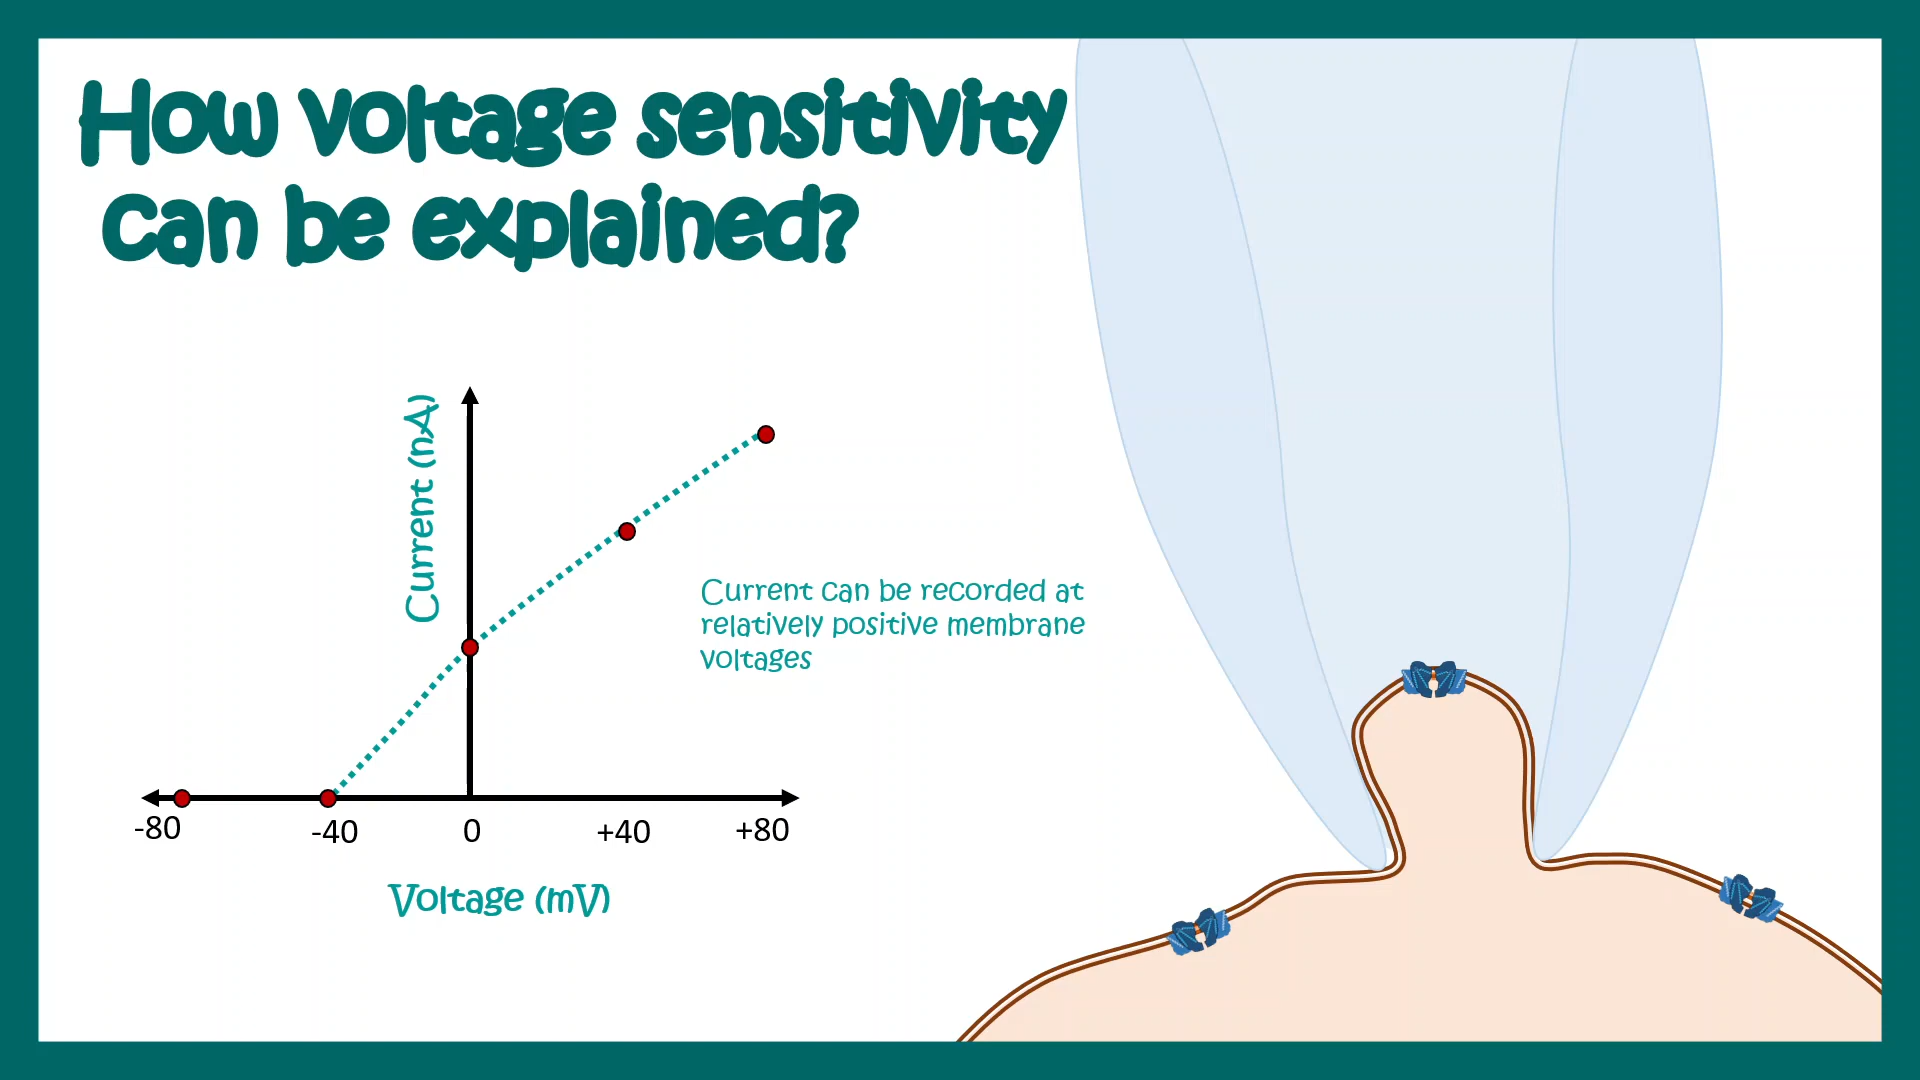 How voltage sensitivity
can be explained?
Current (nA)
Current can be recorded at
relatively positive membrane
voltages
-80
-40
0
+40
+80
Voltage (mV)